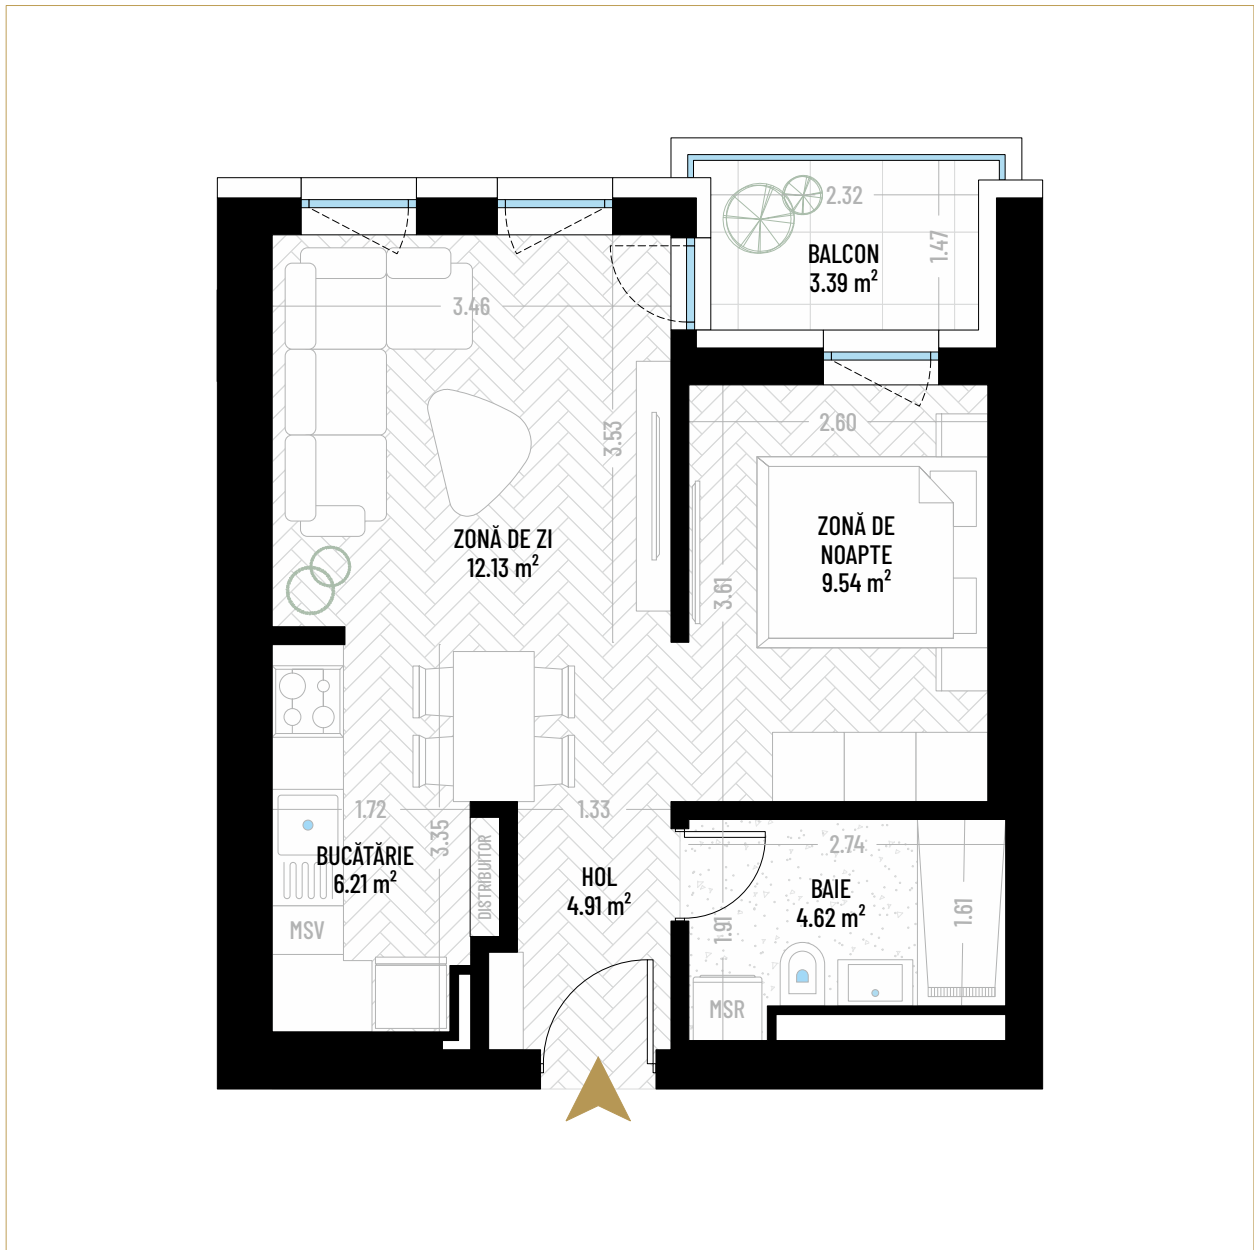 2.32
1.47
BALCON
3.39 m²
3.46
3.53
2.60
ZONĂ DE ZI
12.13 m²
ZONĂ DE
NOAPTE
9.54 m²
3.61
1.72
1.33
3.35
DISTRIBUITOR
BUCĂTĂRIE
6.21 m²
MSV
HOL
4.91 m²
2.74
BAIE
4.62 m²
1.61
1.91
MSR